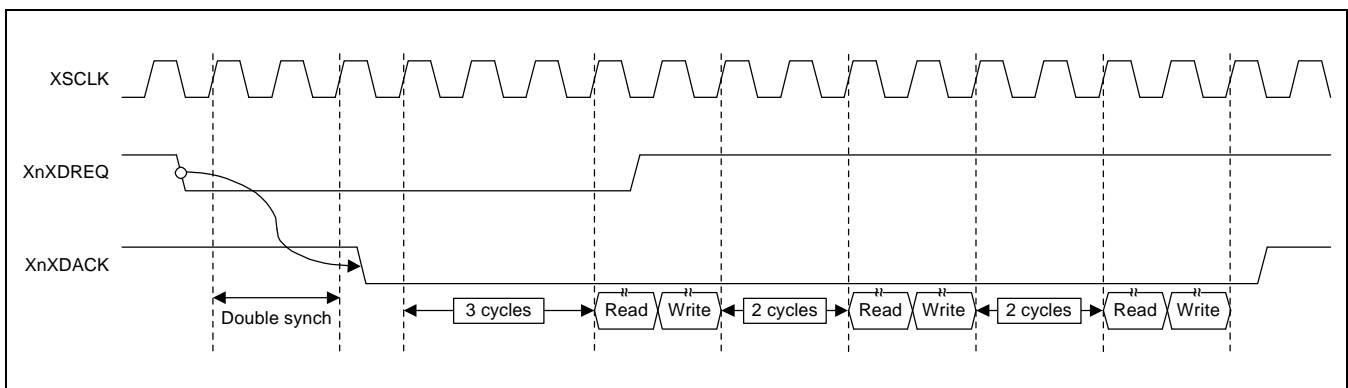 XSCLK
XnXDREQ
XnXDACK
Double synch
3 cycles
Read
Write
2 cycles
Read
Write
2 cycles
Read
Write